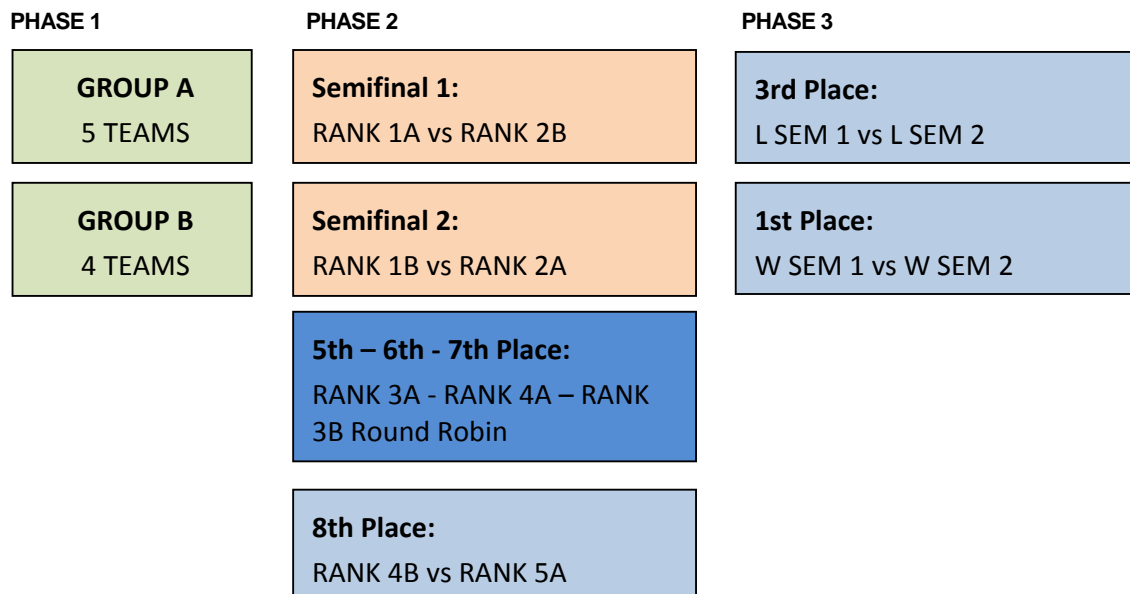 PHASE 1
PHASE 2
PHASE 3
GROUP A
5 TEAMS
GROUP B
4 TEAMS
Semifinal 1:
RANK 1A vs RANK 2B
Semifinal 2:
RANK 1B vs RANK 2A
5th – 6th - 7th Place:
RANK 3A - RANK 4A – RANK
3B Round Robin
8th Place:
RANK 4B vs RANK 5A
3rd Place:
L SEM 1 vs L SEM 2
1st Place:
W SEM 1 vs W SEM 2